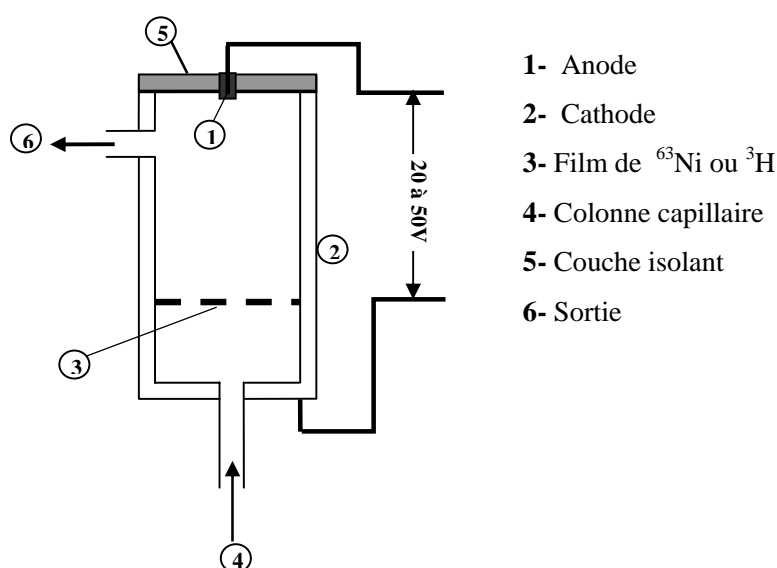 5
1
6
2
3
4
20 à 50V
1- Anode
2- Cathode
3- Film de ⁶³Ni ou ³H
4- Colonne capillaire
5- Couche isolant
6- Sortie